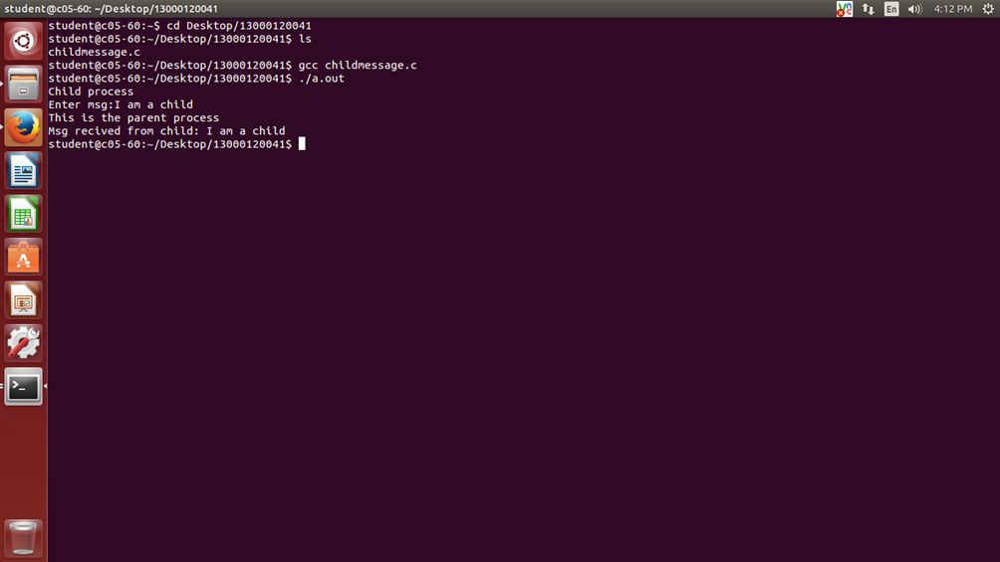 student@c05-60: ~/Desktop/13000120041
En
4:12 PM
student@c05-60:~$ cd Desktop/13000120041
student@c05-60:~/Desktop/13000120041$ ls
childmessage.c
student@c05-60:~/Desktop/13000120041$ gcc childmessage.c
student@c05-60:~/Desktop/13000120041$ ./a.out
Child process
Enter msg:I am a child
This is the parent process
Msg recived from child: I am a child
student@c05-60:~/Desktop/13000120041$